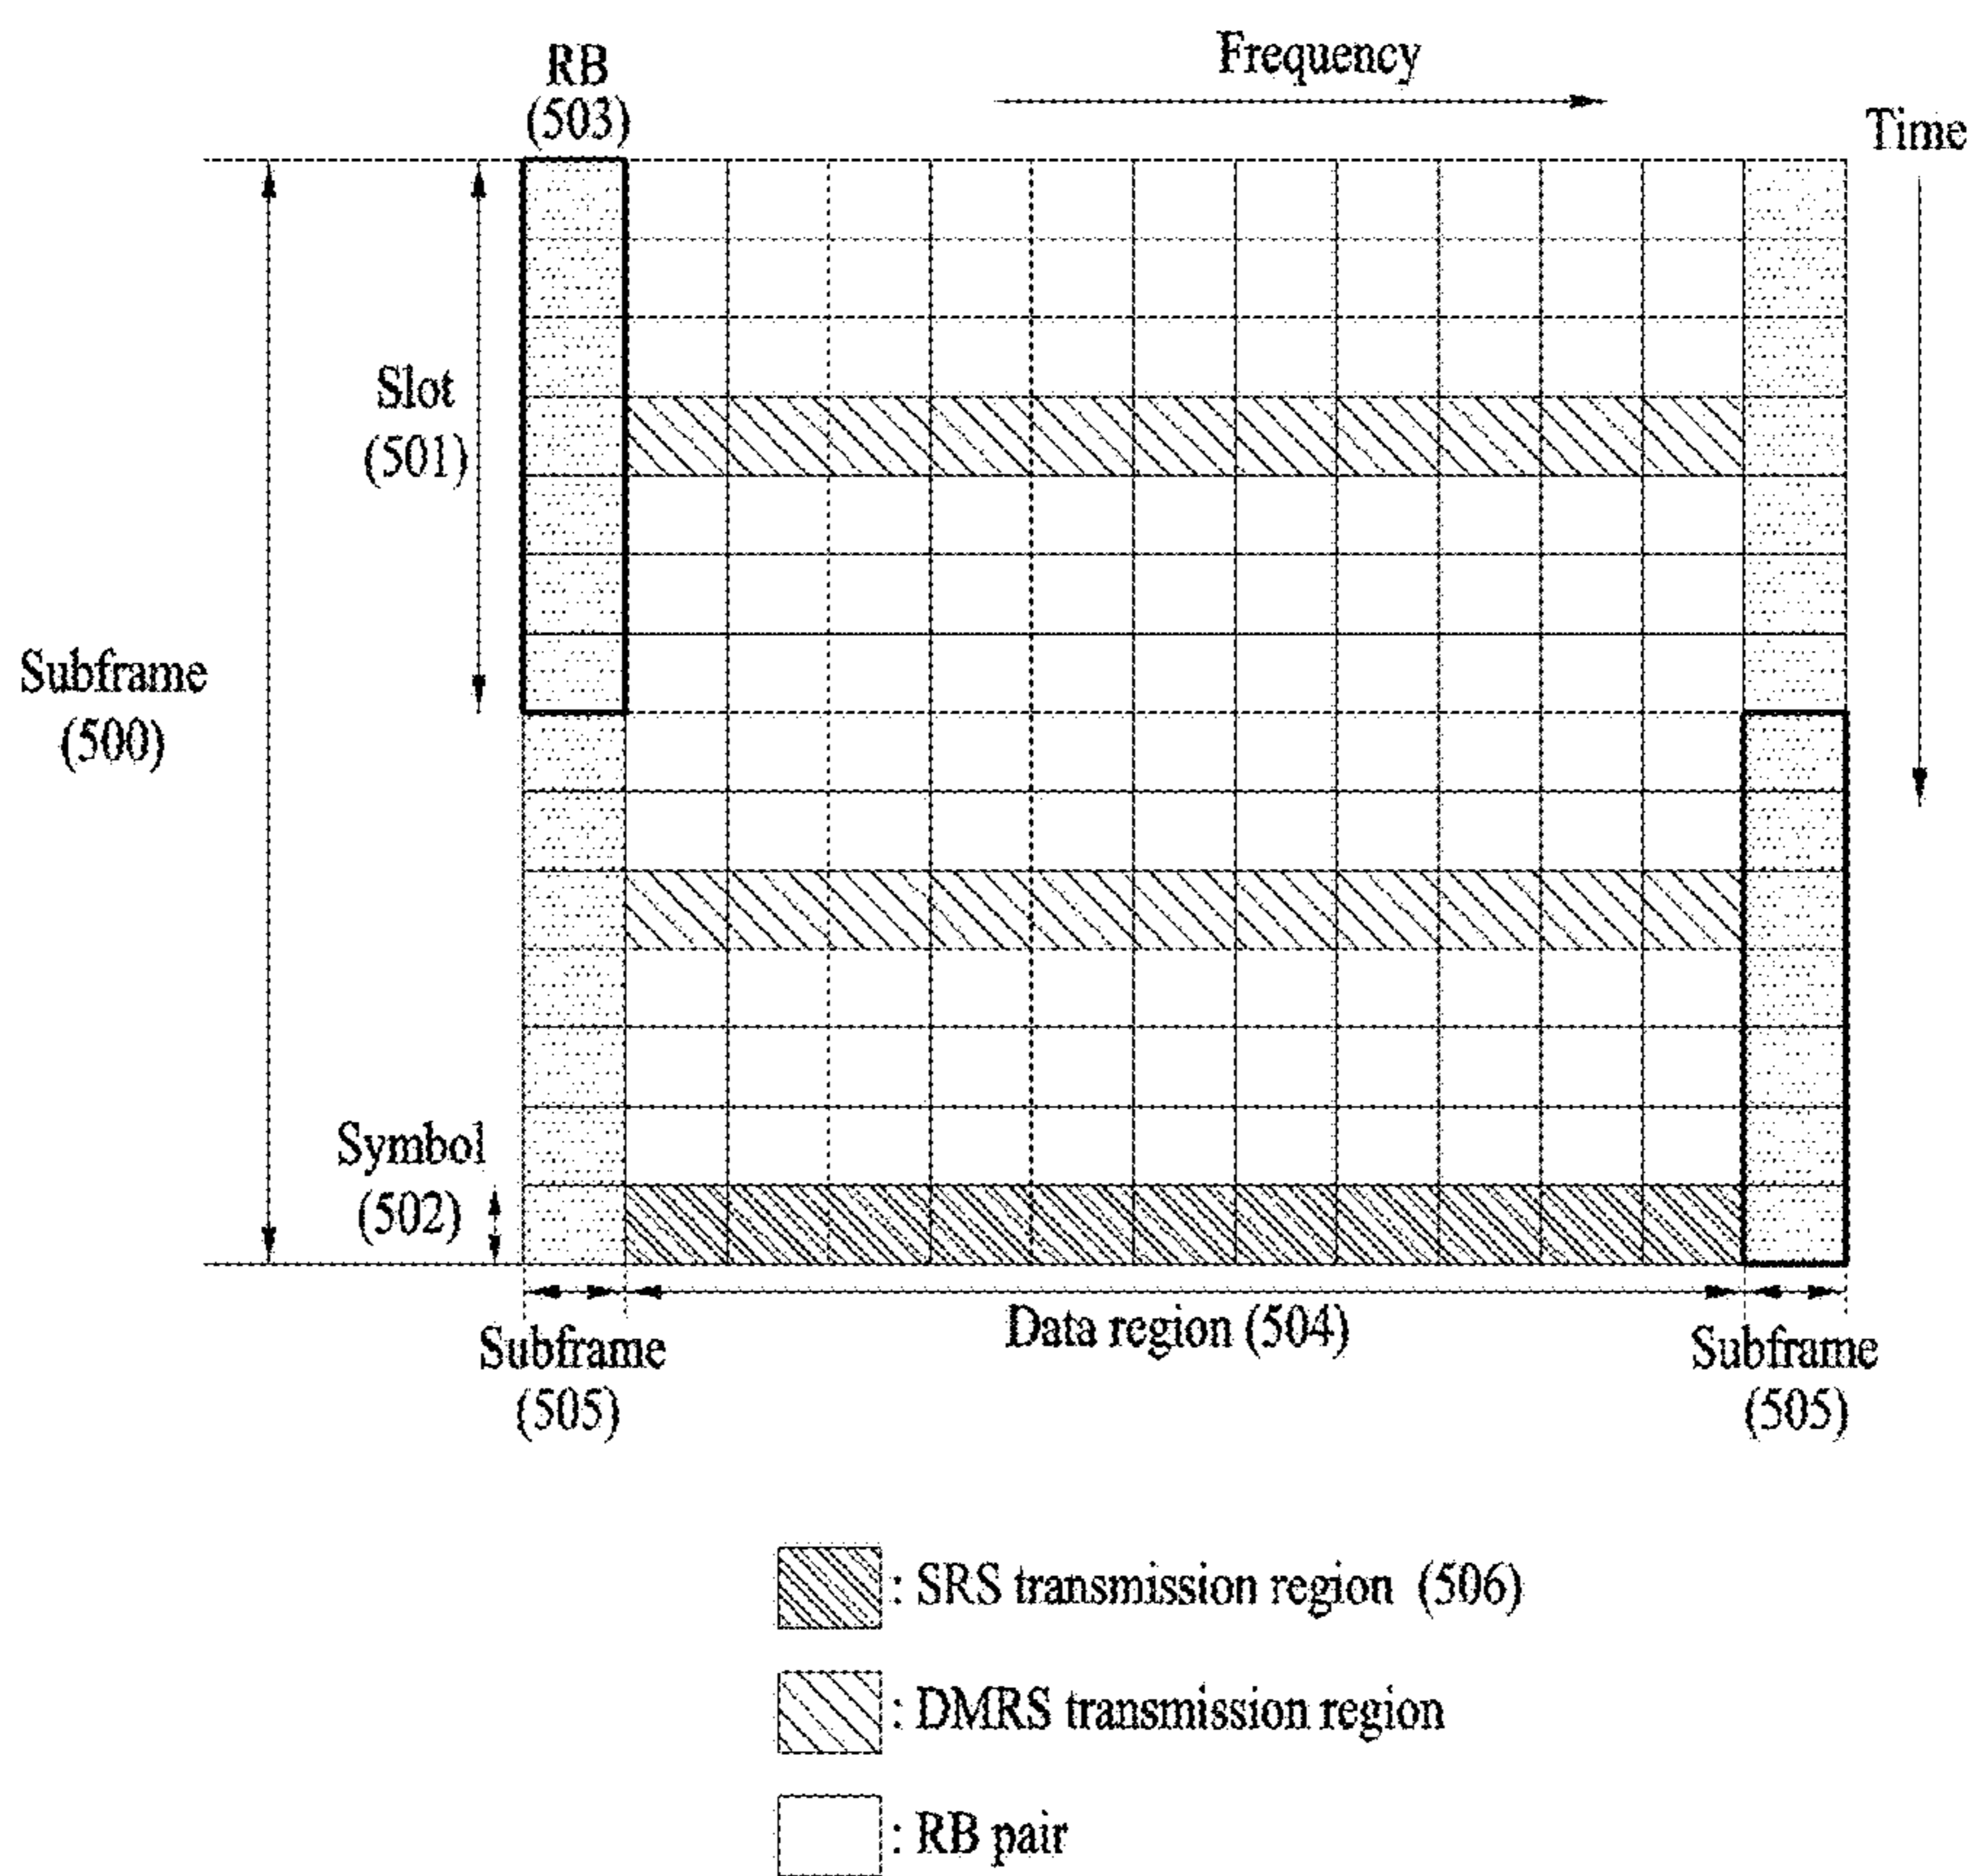 RB
(503)
Frequency
Time
Slot
(501)
Subframe
(500)
Symbol
(502)
Subframe
(505)
Data region (504)
Subframe
(505)
: SRS transmission region (506)
: DMRS transmission region
: RB pair